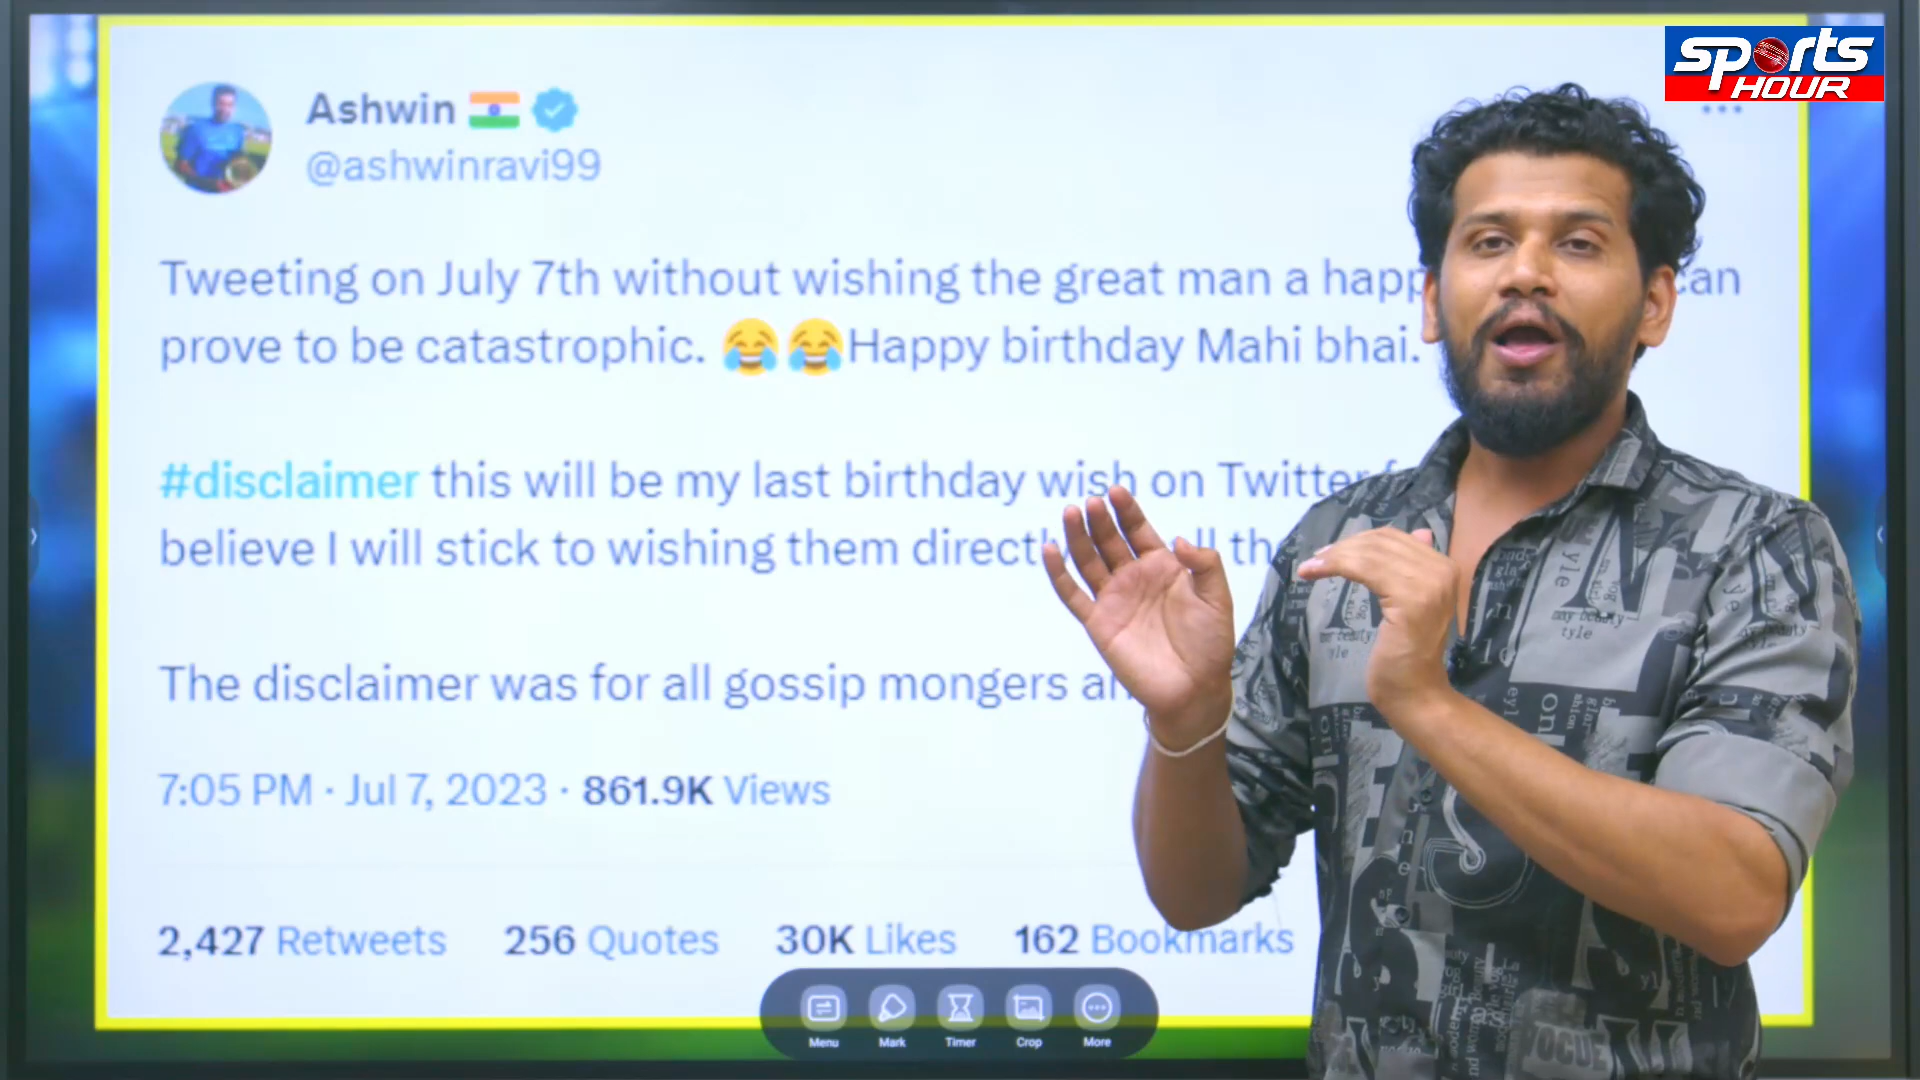 SpOrts
HOUR
Ashwin
@ashwinravi99
Tweeting on July 7th without wishing the great man a can
prove to be catastrophic. 😂😂Happy birthday Mahi bhai.
#disclaimer this will be my last birthday wish on Twitter
believe I will stick to wishing them
The disclaimer was for all gossip mongers
7:05 PM · Jul 7, 2023 · 861.9K Views
2,427 Retweets 256 Quotes 30K Likes 162 Bookmarks
Menu Mark Timer Crop More